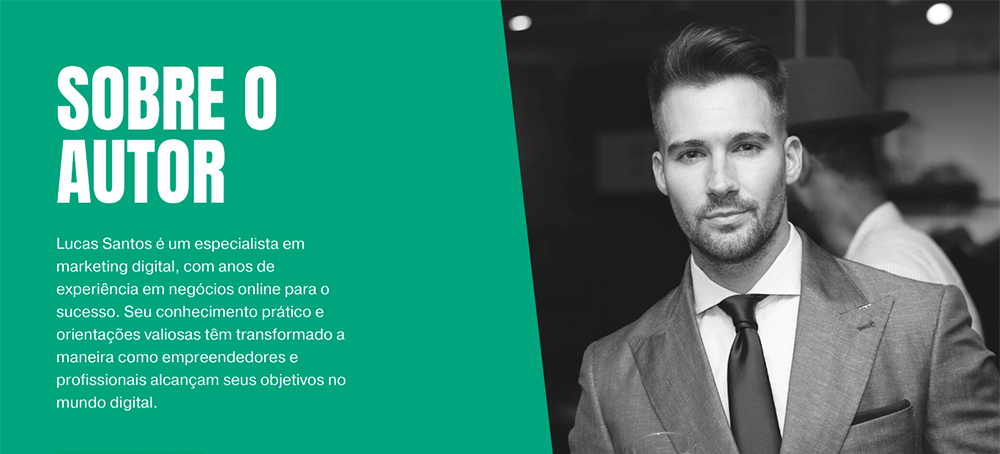 SOBRE O
AUTOR
Lucas Santos é um especialista em
marketing digital, com anos de
experiência em negócios online para o
sucesso. Seu conhecimento prático e
orientações valiosas têm transformado a
maneira como empreendedores e
profissionais alcançam seus objetivos no
mundo digital.